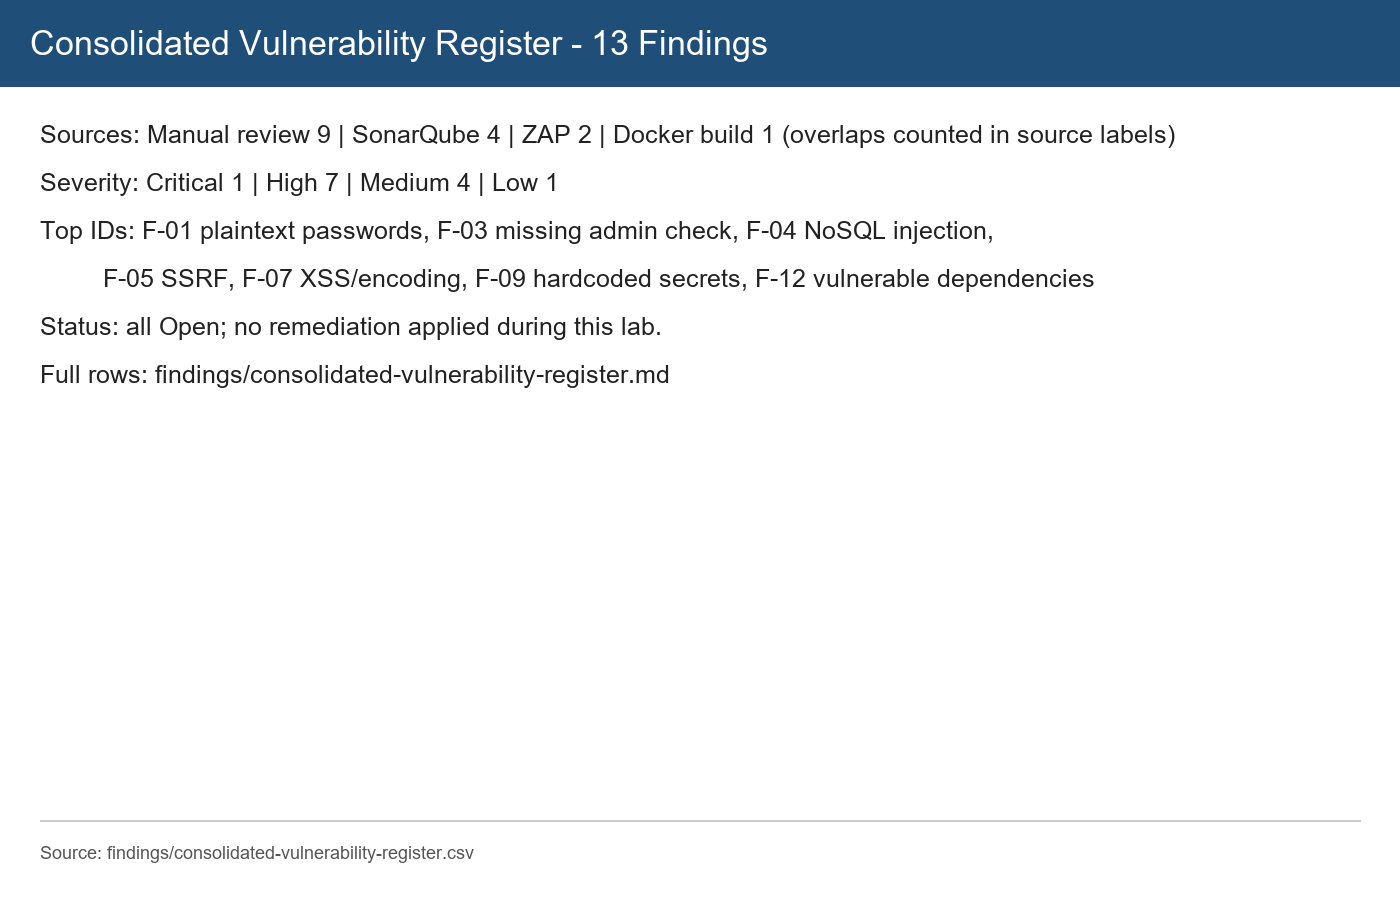 Consolidated Vulnerability Register - 13 Findings
Sources: Manual review 9 | SonarQube 4 | ZAP 2 | Docker build 1 (overlaps counted in source labels)
Severity: Critical 1 | High 7 | Medium 4 | Low 1
Top IDs: F-01 plaintext passwords, F-03 missing admin check, F-04 NoSQL injection,
F-05 SSRF, F-07 XSS/encoding, F-09 hardcoded secrets, F-12 vulnerable dependencies
Status: all Open; no remediation applied during this lab.
Full rows: findings/consolidated-vulnerability-register.md
Source: findings/consolidated-vulnerability-register.csv